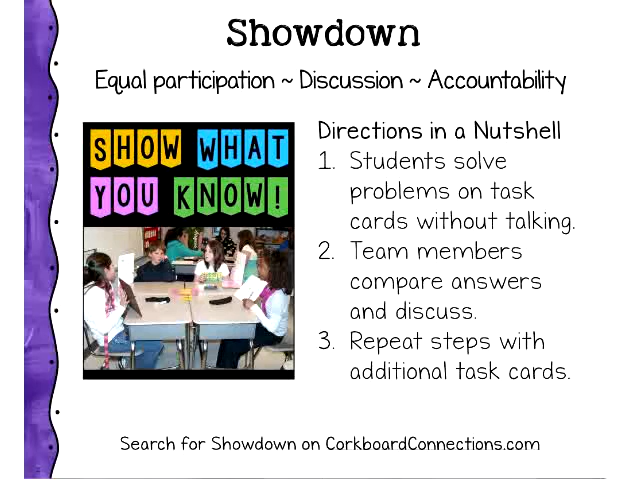 Showdown
Equal participation ~ Discussion ~ Accountability
SHOW WHAT
YOU KNOW!
Directions in a Nutshell
1. Students solve
problems on task
cards without talking.
2. Team members
compare answers
and discuss.
3. Repeat steps with
additional task cards.
Search for Showdown on CorkboardConnections.com